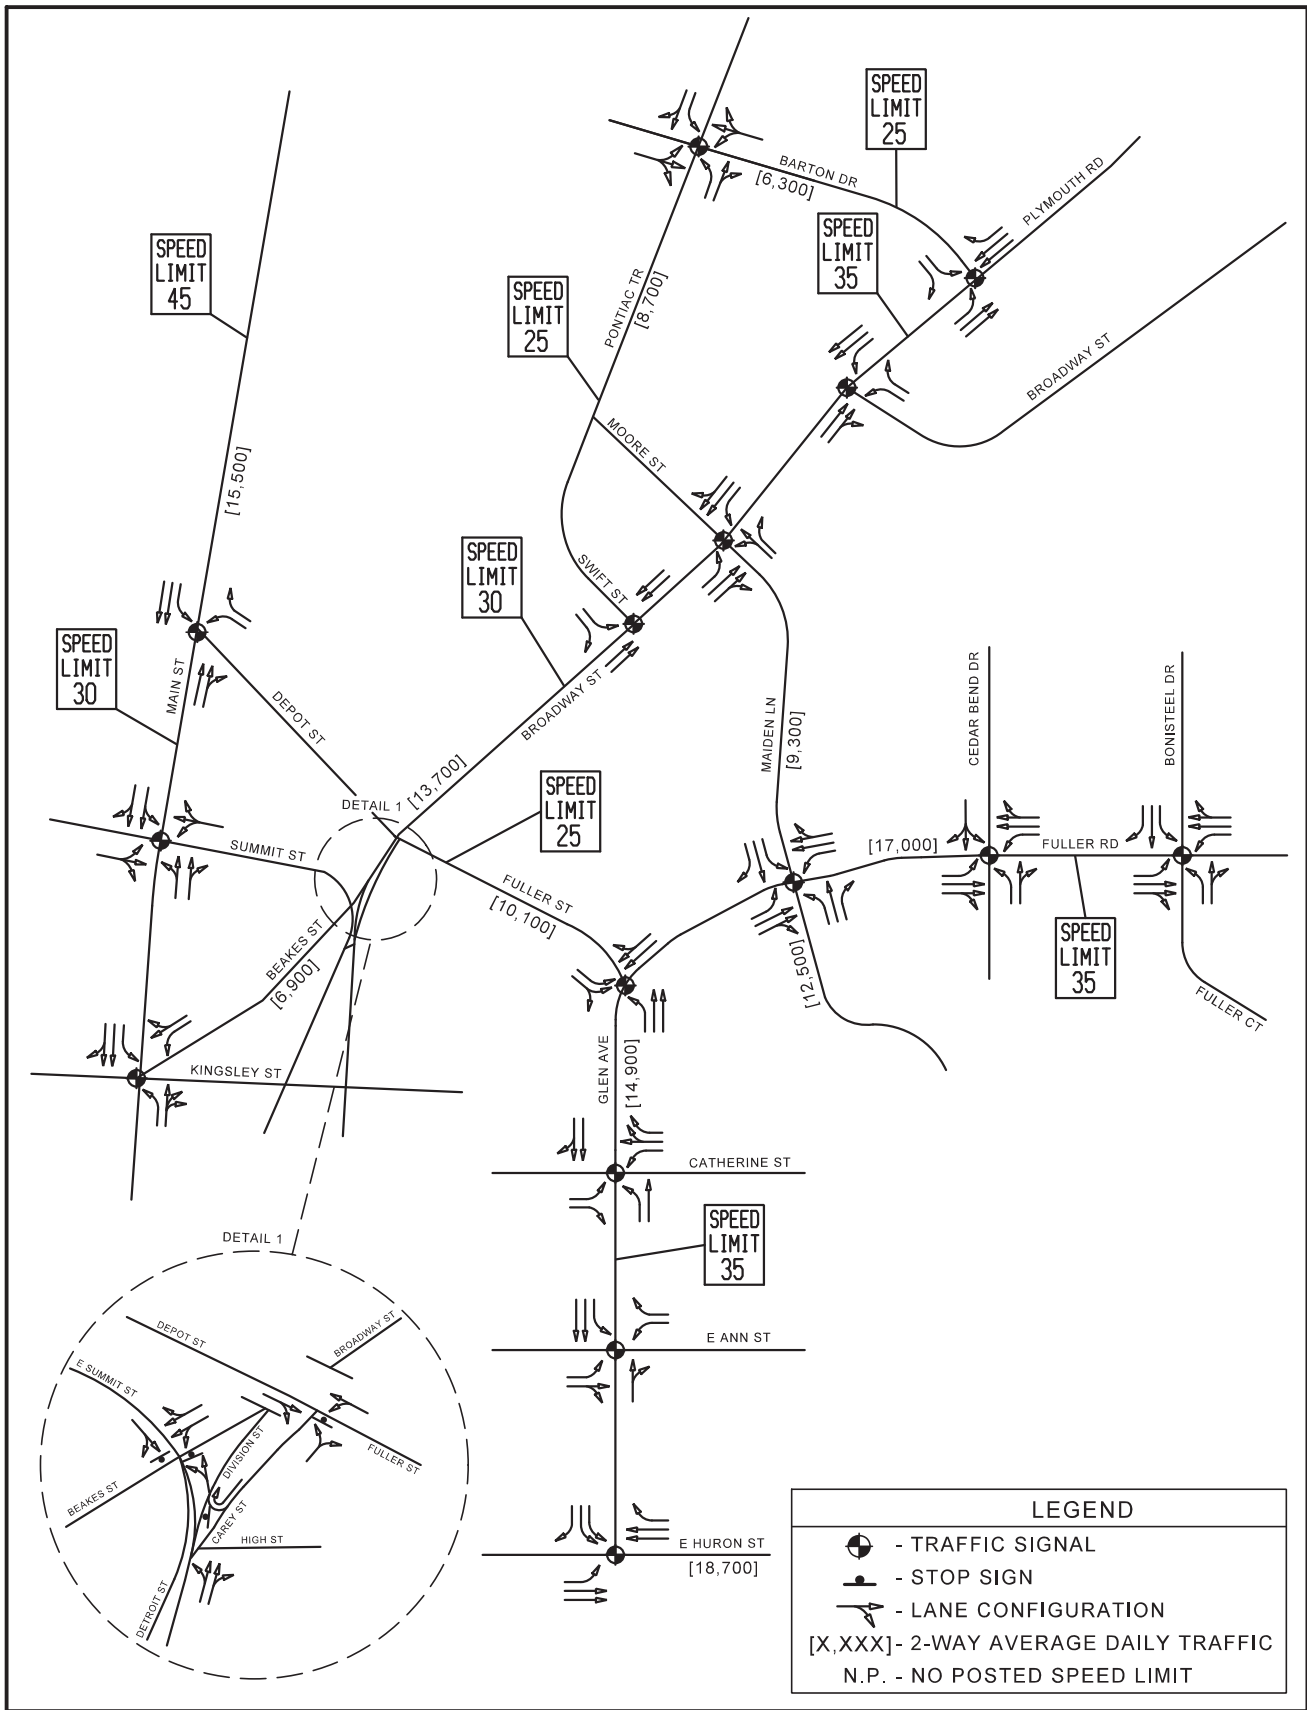 SPEED
LIMIT
25
BARTON DR
[6,300]
PLYMOUTH RD
SPEED
LIMIT
35
SPEED
LIMIT
45
SPEED
LIMIT
25
PONTIAC TR
[8,700]
BROADWAY ST
MOORE ST
[15,500]
SWIFT ST
SPEED
LIMIT
30
SPEED
LIMIT
30
MAIN ST
DEPOT ST
BROADWAY ST
[13,700]
MAIDEN LN
[9,300]
CEDAR BEND DR
BONISTEEL DR
DETAIL 1
SPEED
LIMIT
25
SUMMIT ST
[17,000]
FULLER RD
FULLER ST
[10,100]
BEAKES ST
[6,900]
[12,500]
SPEED
LIMIT
35
FULLER CT
KINGSLEY ST
GLEN AVE
[14,900]
CATHERINE ST
SPEED
LIMIT
35
DETAIL 1
E ANN ST
DEPOT ST
BROADWAY ST
E SUMMIT ST
DIVISION ST
FULLER ST
BEAKES ST
CAREY ST
HIGH ST
DETROIT ST
E HURON ST
[18,700]
LEGEND
- TRAFFIC SIGNAL
- STOP SIGN
- LANE CONFIGURATION
[X,XXX] - 2-WAY AVERAGE DAILY TRAFFIC
N.P. - NO POSTED SPEED LIMIT